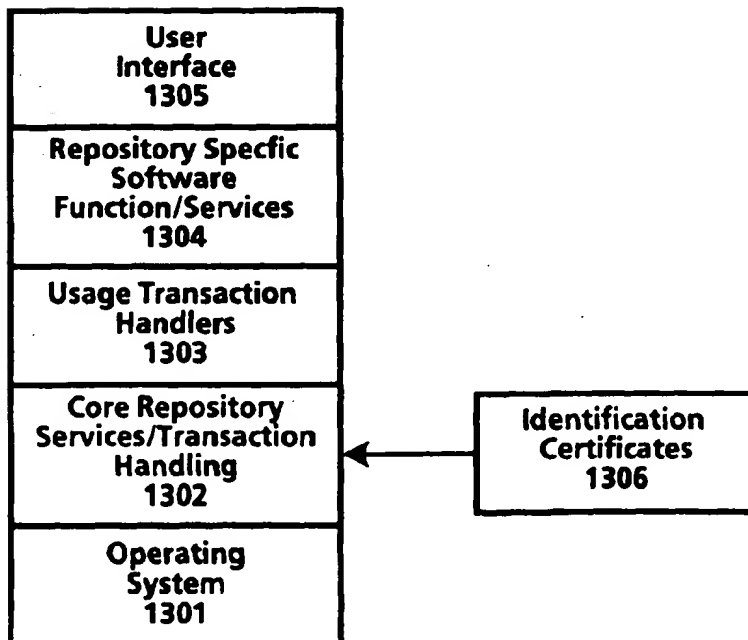 User
Interface
1305
Repository Specfic
Software
Function/Services
1304
Usage Transaction
Handlers
1303
Core Repository
Services/Transaction
Handling
1302
Identification
Certificates
1306
Operating
System
1301